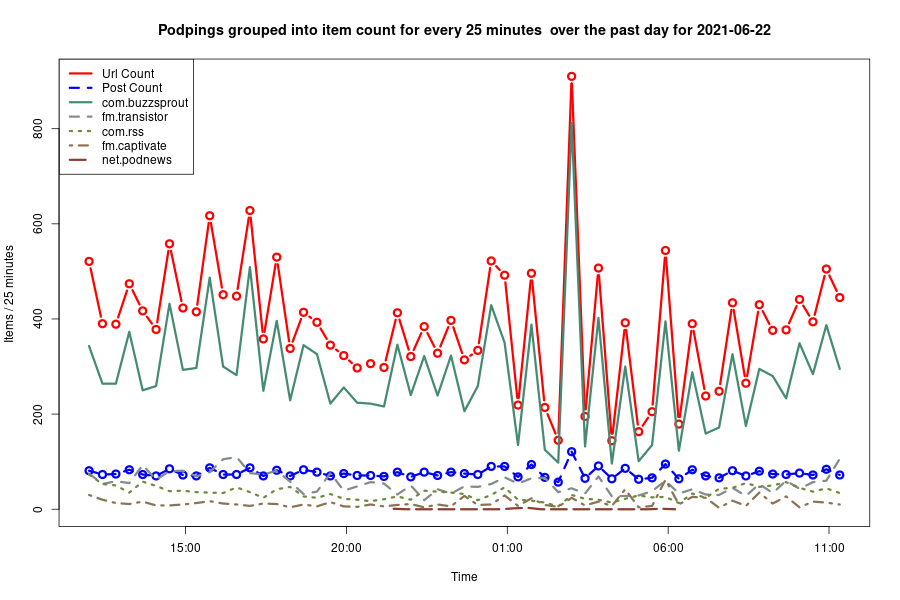 Podpings grouped into item count for every 25 minutes  over the past day for 2021-06-22
Url Count
Post Count
com.buzzsprout
fm.transistor
com.rss
fm.captivate
net.podnews
Items / 25 minutes
800
600
400
200
0
15:00
20:00
01:00
06:00
11:00
Time